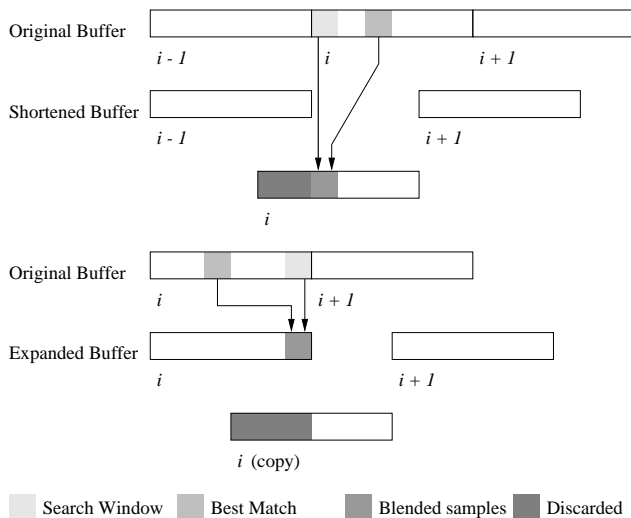 Original Buffer
i - 1
i
i + 1
Shortened Buffer
i - 1
i + 1
i
Original Buffer
i
i + 1
Expanded Buffer
i
i + 1
i (copy)
Search Window
Best Match
Blended samples
Discarded